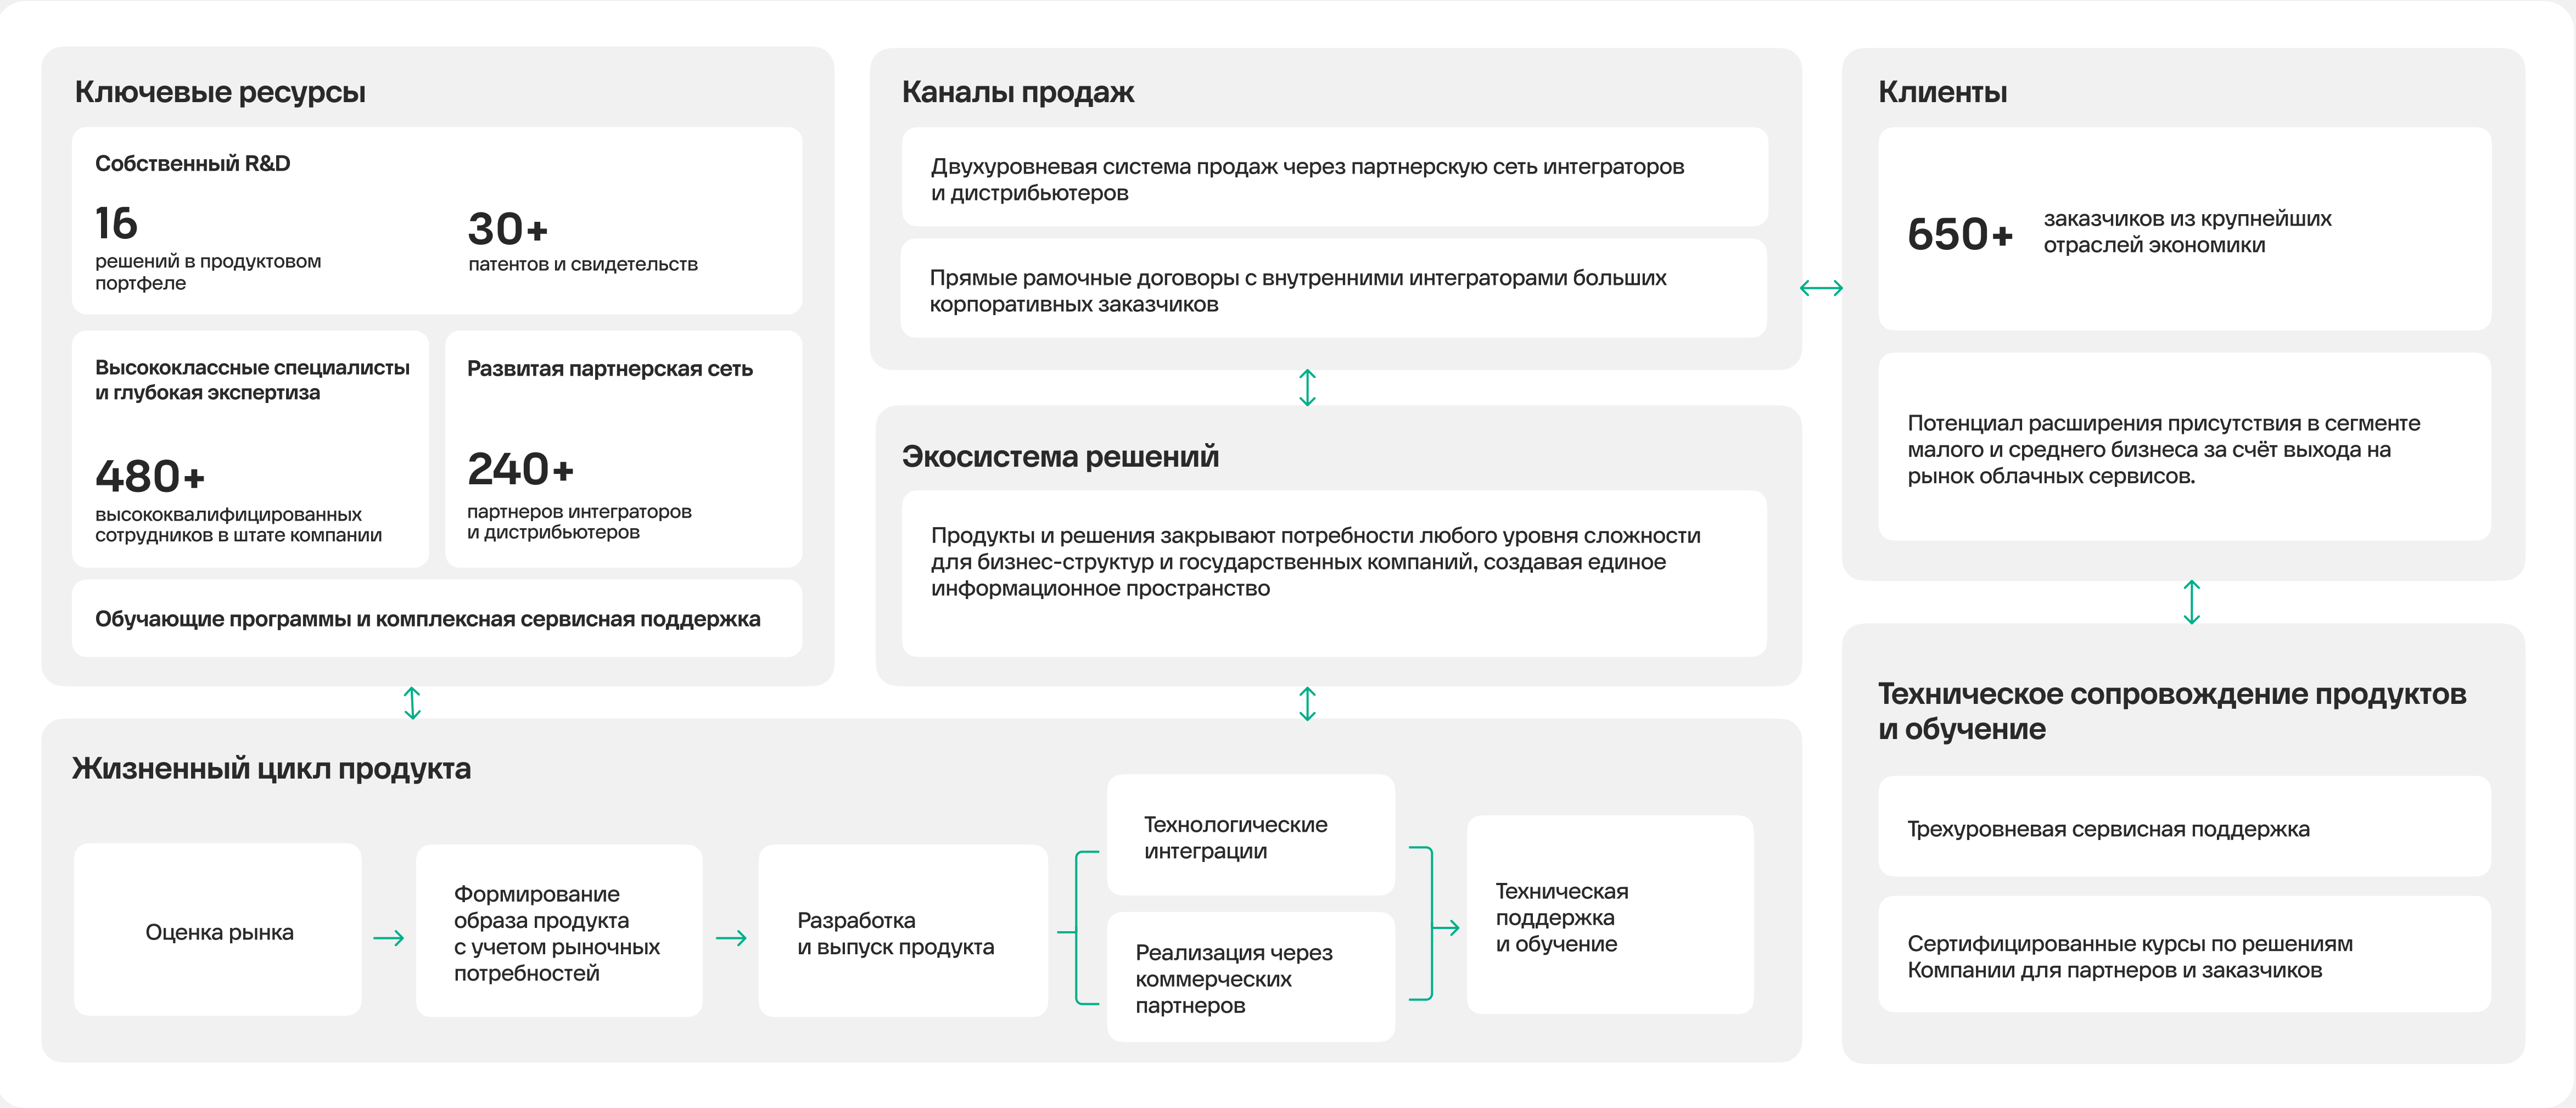 Ключевые ресурсы
Собственный R&D
16
решений в продуктовом
портфеле
30+
патентов и свидетельств
Высококлассные специалисты
и глубокая экспертиза
480+
высококвалифицированных
сотрудников в штате компании
Развитая партнерская сеть
240+
партнеров интеграторов
и дистрибьютеров
Обучающие программы и комплексная сервисная поддержка
Каналы продаж
Двухуровневая система продаж через партнерскую сеть интеграторов
и дистрибьютеров
Прямые рамочные договоры с внутренними интеграторами больших
корпоративных заказчиков
Экосистема решений
Продукты и решения закрывают потребности любого уровня сложности
для бизнес-структур и государственных компаний, создавая единое
информационное пространство
Клиенты
650+
заказчиков из крупнейших
отраслей экономики
Потенциал расширения присутствия в сегменте
малого и среднего бизнеса за счёт выхода на
рынок облачных сервисов.
Техническое сопровождение продуктов
и обучение
Трехуровневая сервисная поддержка
Сертифицированные курсы по решениям
Компании для партнеров и заказчиков
Жизненный цикл продукта
Оценка рынка
Формирование
образа продукта
с учетом рыночных
потребностей
Разработка
и выпуск продукта
Технологические
интеграции
Реализация через
коммерческих
партнеров
Техническая
поддержка
и обучение